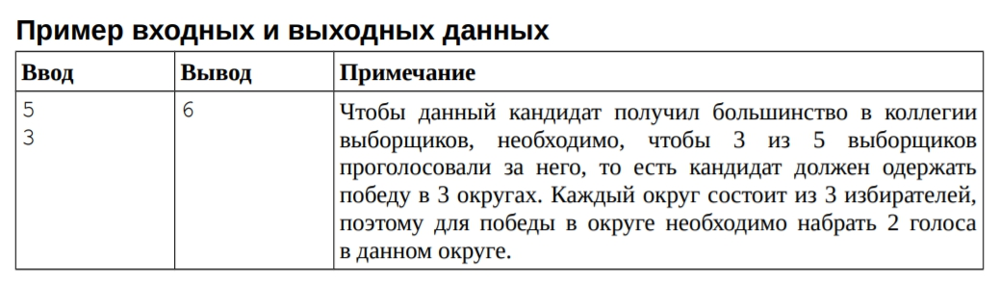 Пример входных и выходных данных
Ввод Вывод Примечание
5 6 Чтобы данный кандидат получил большинство в коллегии
3 выборщиков, необходимо, чтобы 3 из 5 выборщиков
проголосовали за него, то есть кандидат должен одержать
победу в 3 округах. Каждый округ состоит из 3 избирателей,
поэтому для победы в округе необходимо набрать 2 голоса
в данном округе.